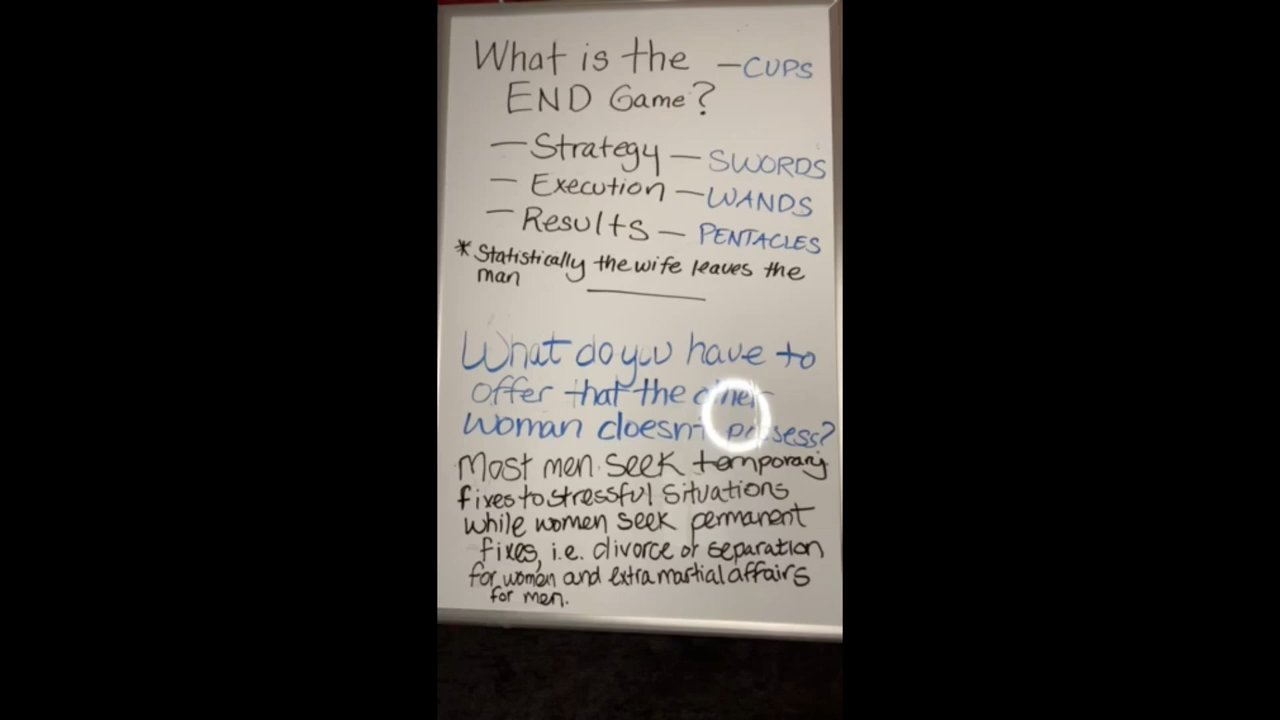 What is the - CUPS
END Game?
- Strategy - SWORDS
- Execution - WANDS
- Results - PENTACLES
* Statistically the wife leaves the
man
What do you have to
offer that the other
woman doesn't possess?
Most men seek temporary
fixes to stressful situations
while women seek permanent
fixes, i.e. divorce or separation
for women and extra martial affairs
for men.